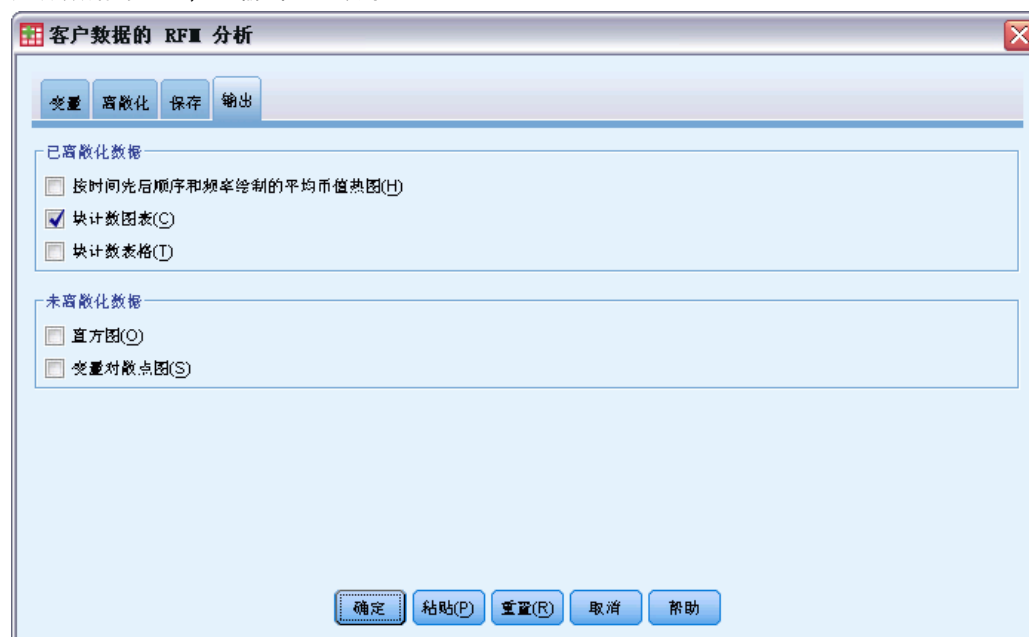 客户数据的 RFM 分析
变量 离散化 保存 输出
已离散化数据
按时间先后顺序和频率绘制的平均币值热图(H)
块计数图表(C)
块计数表格(T)
未离散化数据
直方图(O)
变量对散点图(S)
确定 粘贴(P) 重置(R) 取消 帮助